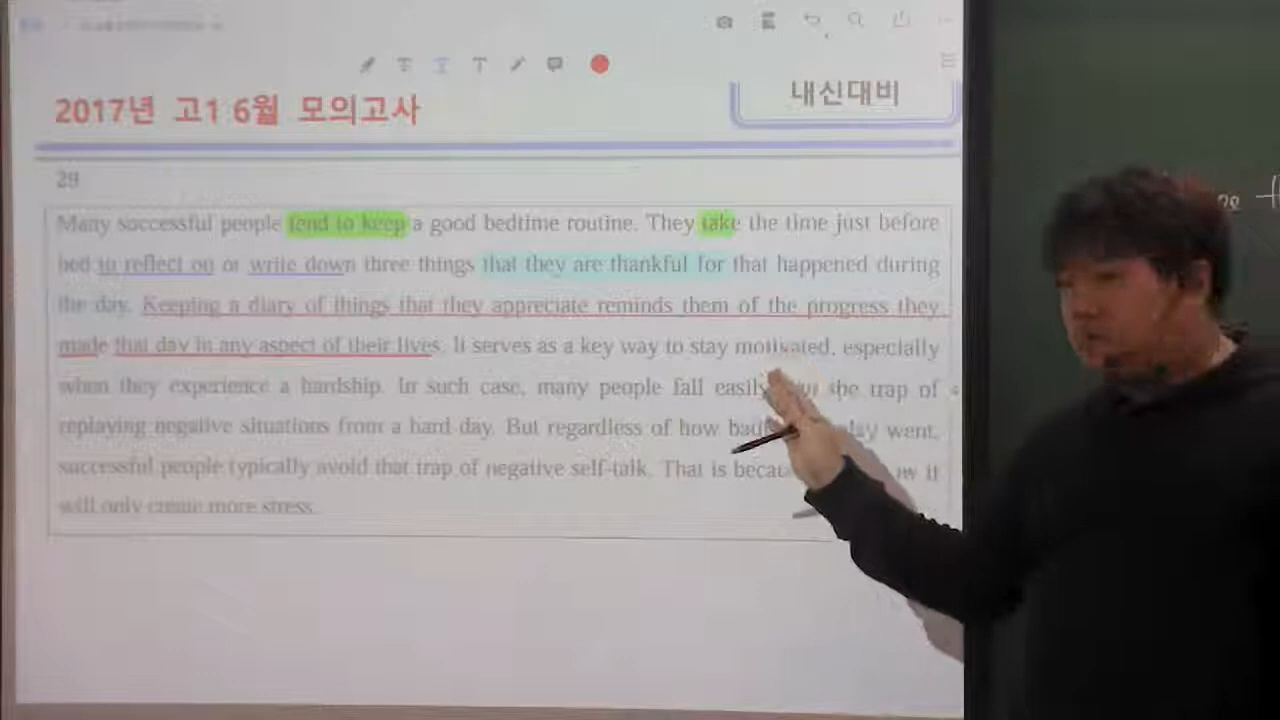 내신대비
2017년 고1 6월 모의고사
29
Many successful people tend to keep a good bedtime routine. They take the time just before
bed to reflect on or write down three things that they are thankful for that happened during
the day. Keeping a diary of things that they appreciate reminds them of the progress they
made that day in any aspect of their lives. It serves as a key way to stay motivated, especially
when they experience a hardship. In such case, many people fall easily the trap of
replaying negative situations from a hard day. But regardless of how bad day went,
successful people typically avoid that trap of negative self-talk. That is it
will only create more stress.